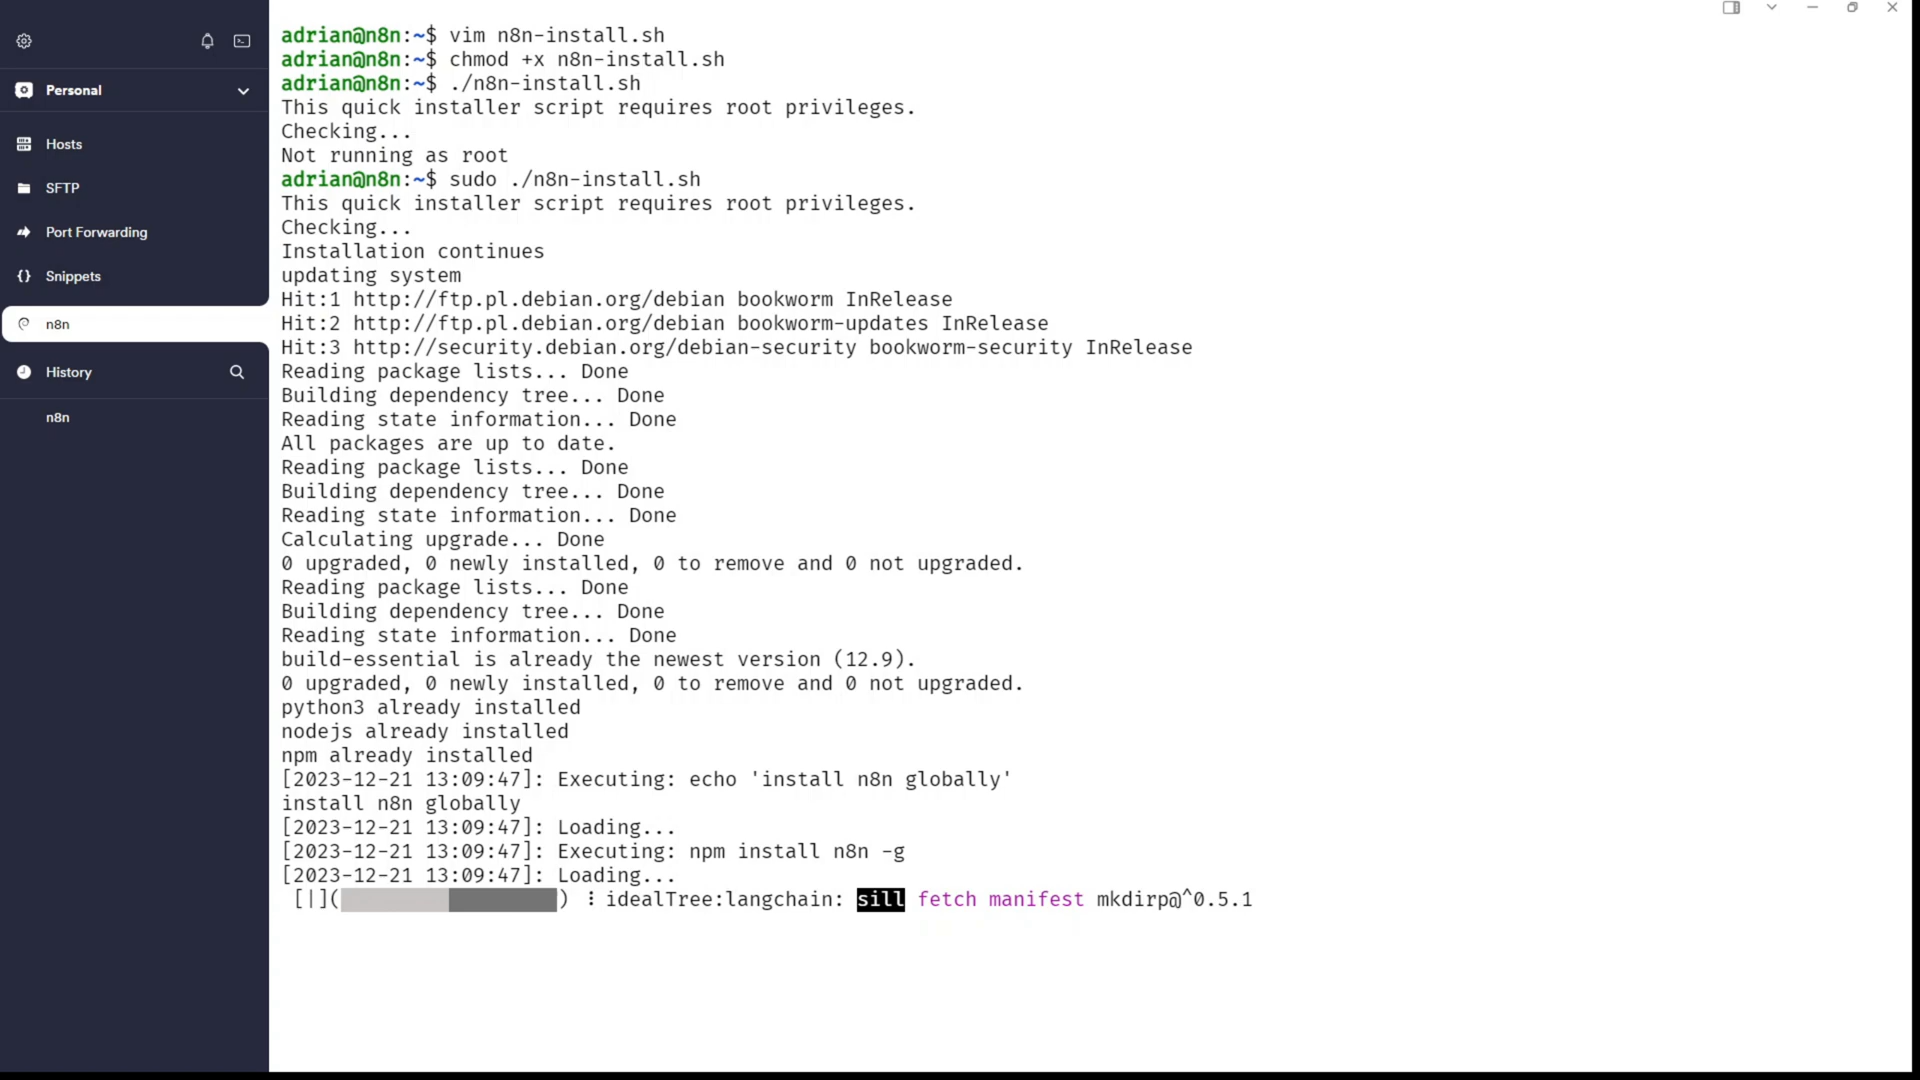 Personal
Hosts
SFTP
Port Forwarding
Snippets
n8n
History
n8n
adrian@n8n:~$ vim n8n-install.sh
adrian@n8n:~$ chmod +x n8n-install.sh
adrian@n8n:~$ ./n8n-install.sh
This quick installer script requires root privileges.
Checking...
Not running as root
adrian@n8n:~$ sudo ./n8n-install.sh
This quick installer script requires root privileges.
Checking...
Installation continues
updating system
Hit:1 http://ftp.pl.debian.org/debian bookworm InRelease
Hit:2 http://ftp.pl.debian.org/debian bookworm-updates InRelease
Hit:3 http://security.debian.org/debian-security bookworm-security InRelease
Reading package lists... Done
Building dependency tree... Done
Reading state information... Done
All packages are up to date.
Reading package lists... Done
Building dependency tree... Done
Reading state information... Done
Calculating upgrade... Done
0 upgraded, 0 newly installed, 0 to remove and 0 not upgraded.
Reading package lists... Done
Building dependency tree... Done
Reading state information... Done
build-essential is already the newest version (12.9).
0 upgraded, 0 newly installed, 0 to remove and 0 not upgraded.
python3 already installed
nodejs already installed
npm already installed
[2023-12-21 13:09:47]: Executing: echo 'install n8n globally'
install n8n globally
[2023-12-21 13:09:47]: Loading...
[2023-12-21 13:09:47]: Executing: npm install n8n -g
[2023-12-21 13:09:47]: Loading...
[|](                  ) ⠸ idealTree:langchain: sill fetch manifest mkdirp@^0.5.1